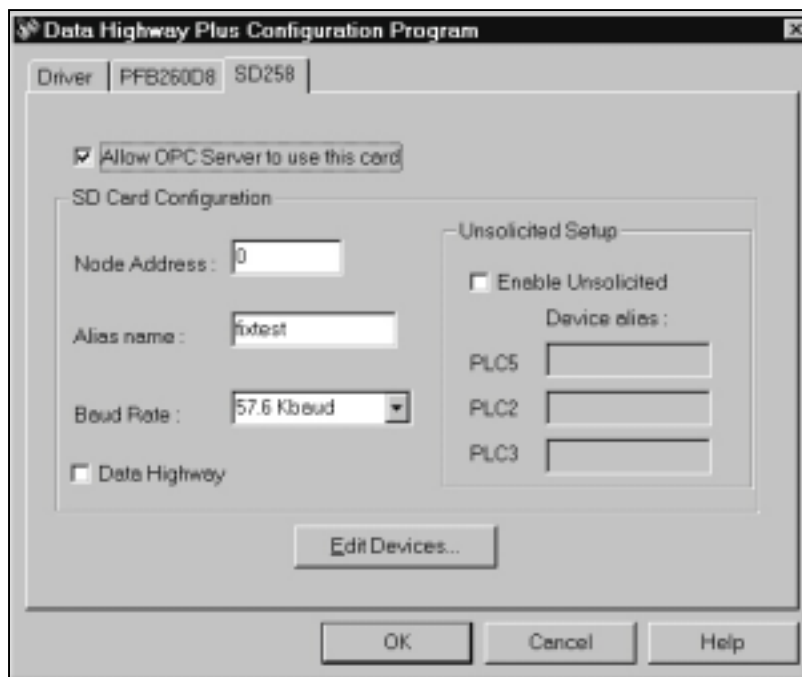 Data Highway Plus Configuration Program
Driver PFB260D8 SD258
Allow OPC Server to use this card
SD Card Configuration
Node Address : 0
Alias name : fixtest
Baud Rate : 57.6 Kbaud
Data Highway
Unsolicited Setup
Enable Unsolicited
Device alias :
PLC5
PLC2
PLC3
Edit Devices...
OK Cancel Help